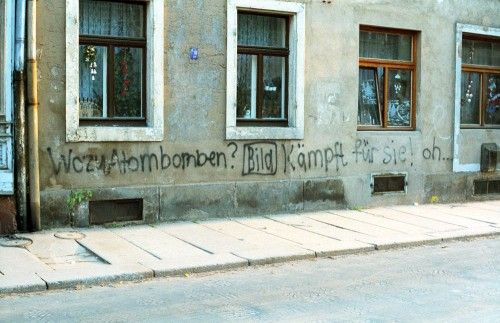 Wozu Atombomben? Bild Kämpft für sie! oh...